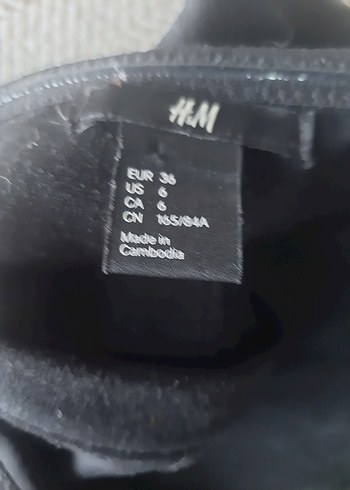 H&M
EUR 36
US 6
CA 6
CN 165/84A
Made in
Cambodia